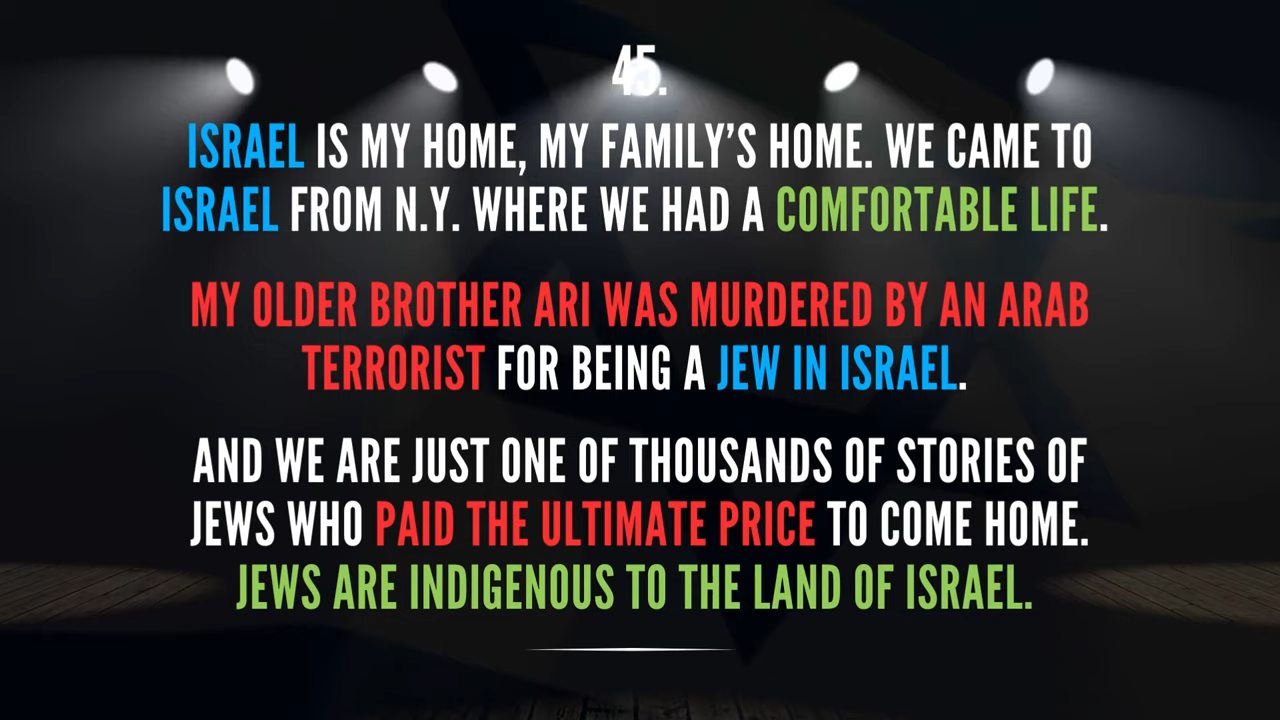 45.
ISRAEL IS MY HOME, MY FAMILY’S HOME. WE CAME TO
ISRAEL FROM N.Y. WHERE WE HAD A COMFORTABLE LIFE.
MY OLDER BROTHER ARI WAS MURDERED BY AN ARAB
TERRORIST FOR BEING A JEW IN ISRAEL.
AND WE ARE JUST ONE OF THOUSANDS OF STORIES OF
JEWS WHO PAID THE ULTIMATE PRICE TO COME HOME.
JEWS ARE INDIGENOUS TO THE LAND OF ISRAEL.